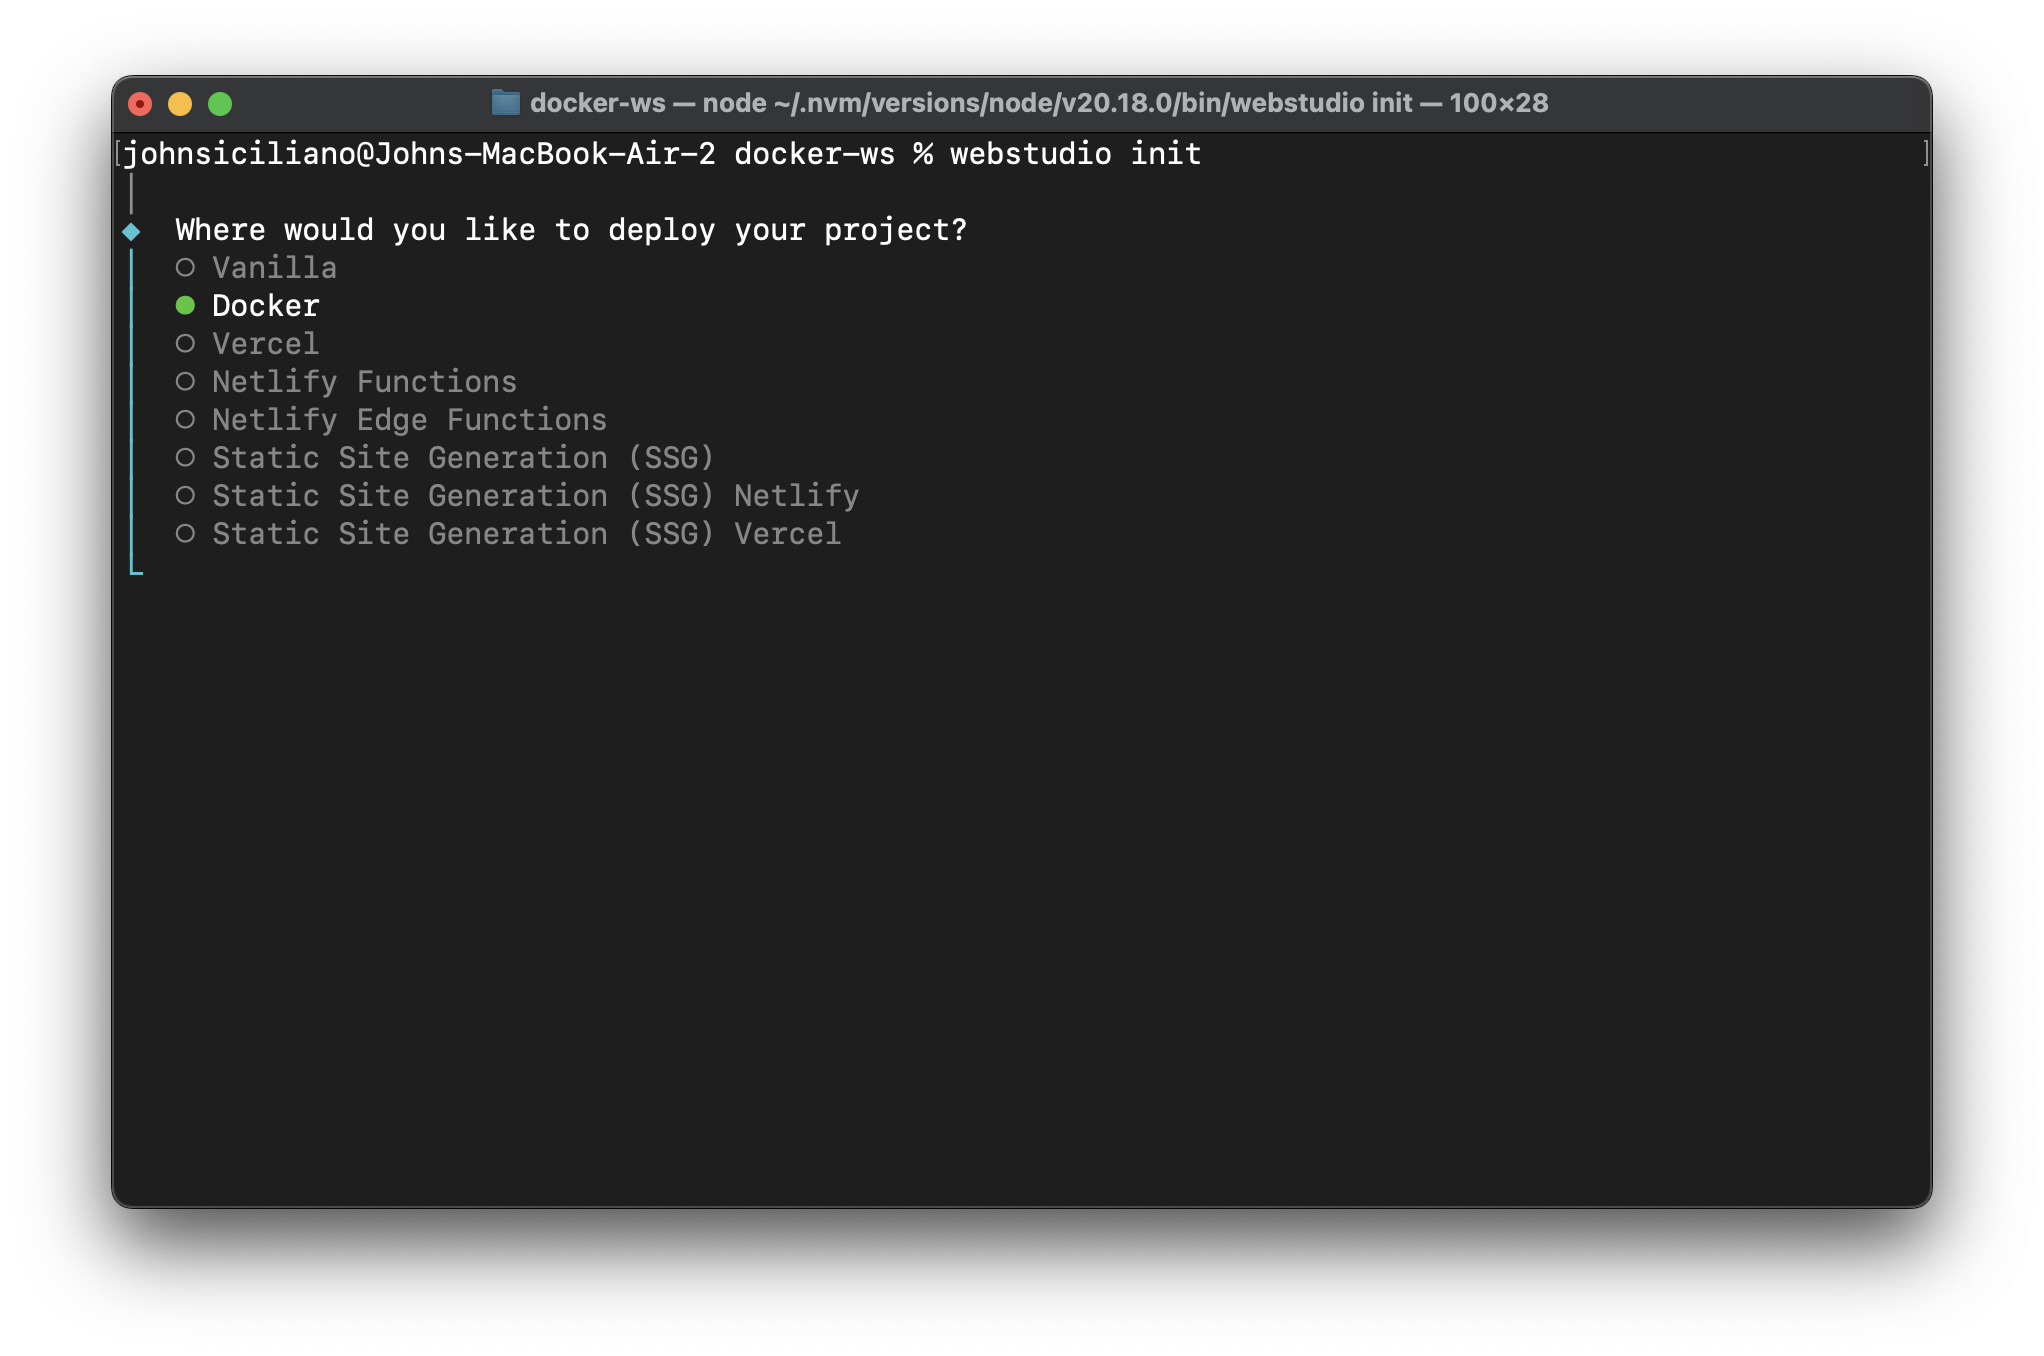 docker-ws — node ~/.nvm/versions/node/v20.18.0/bin/webstudio init — 100×28
[johnsiciliano@Johns-MacBook-Air-2 docker-ws % webstudio init ]
Where would you like to deploy your project?
Vanilla
Docker
Vercel
Netlify Functions
Netlify Edge Functions
Static Site Generation (SSG)
Static Site Generation (SSG) Netlify
Static Site Generation (SSG) Vercel